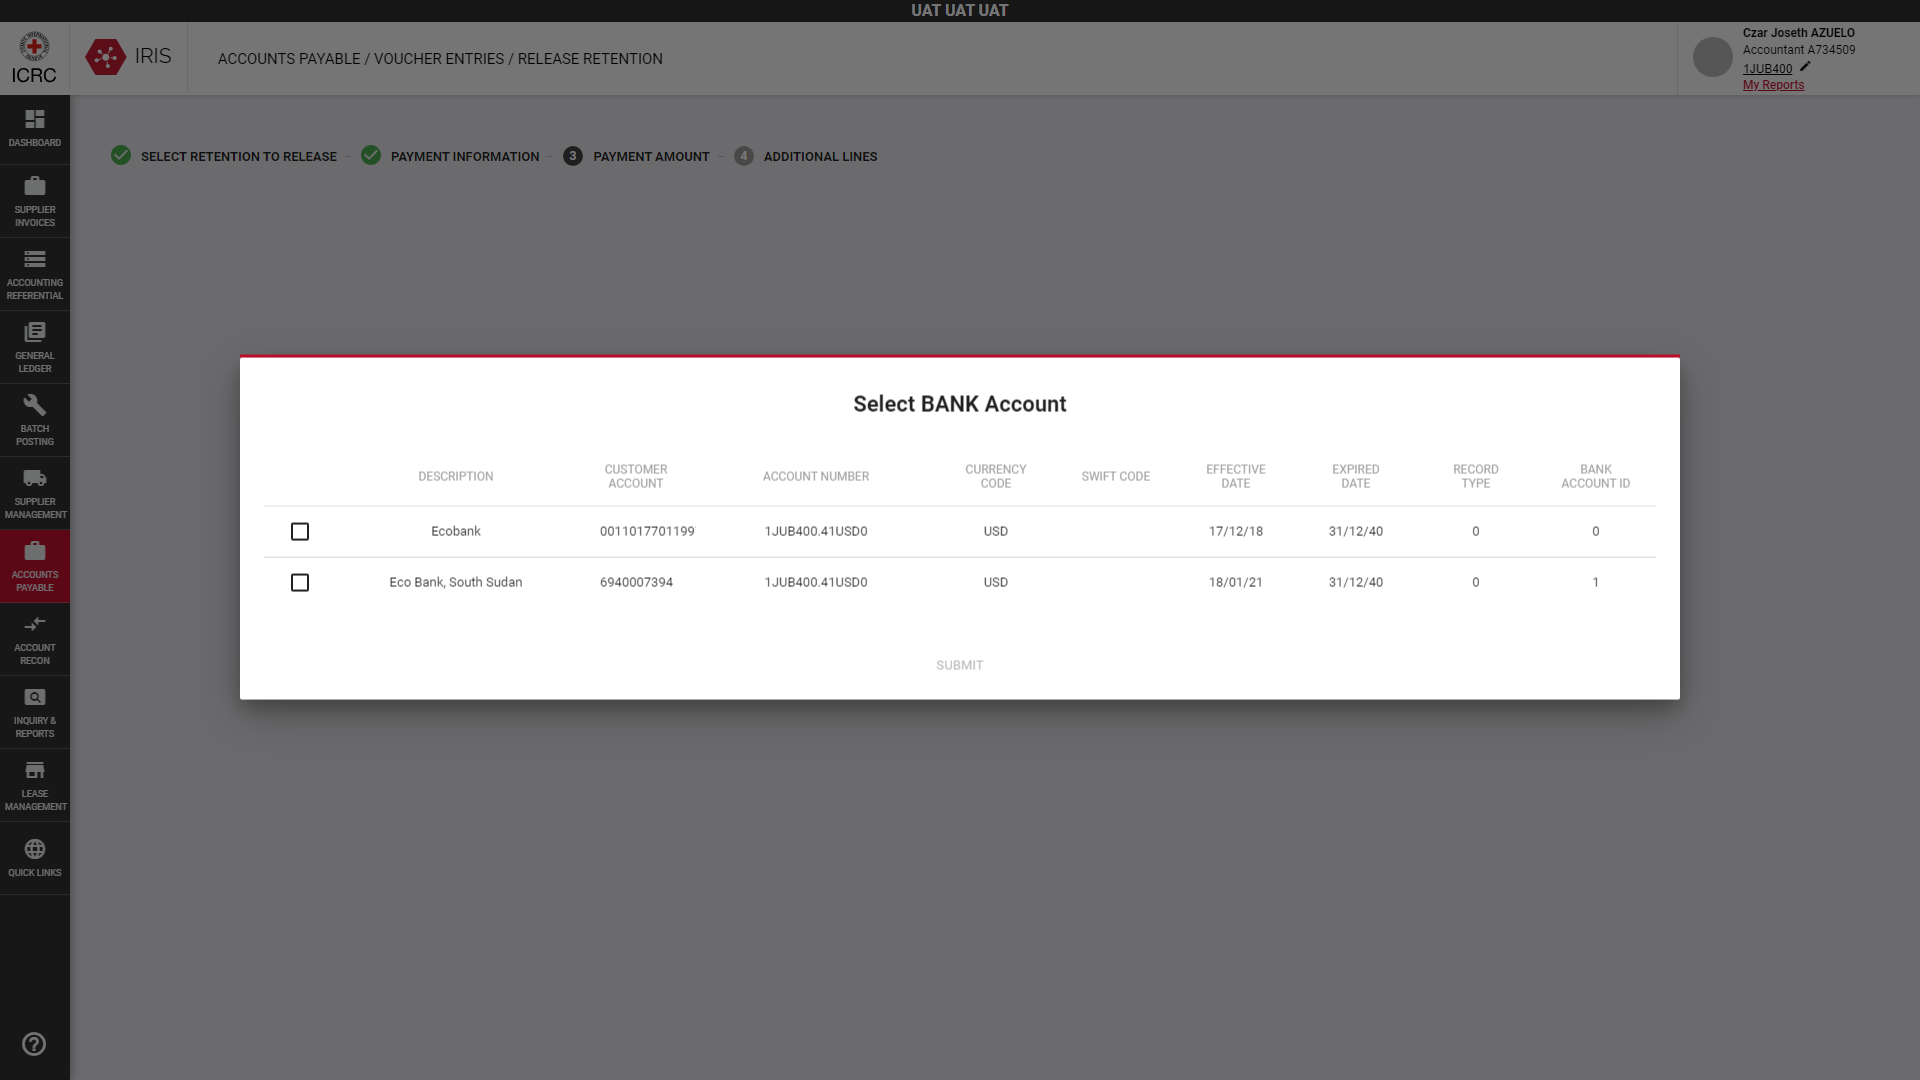 UAT UAT UAT
ICRC
IRIS
ACCOUNTS PAYABLE / VOUCHER ENTRIES / RELEASE RETENTION
Czar Joseth AZUELO
Accountant A734509
1JUB400
My Reports
DASHBOARD
SUPPLIER
INVOICES
ACCOUNTING
REFERENTIAL
GENERAL
LEDGER
BATCH
POSTING
SUPPLIER
MANAGEMENT
ACCOUNTS
PAYABLE
ACCOUNT
RECON
INQUIRY &
REPORTS
LEASE
MANAGEMENT
QUICK LINKS
SELECT RETENTION TO RELEASE
PAYMENT INFORMATION
3 PAYMENT AMOUNT
4 ADDITIONAL LINES
Select BANK Account
DESCRIPTION CUSTOMER ACCOUNT ACCOUNT NUMBER CURRENCY CODE SWIFT CODE EFFECTIVE DATE EXPIRED DATE RECORD TYPE BANK ACCOUNT ID
Ecobank 0011017701199 1JUB400.41USD0 USD 17/12/18 31/12/40 0 0
Eco Bank, South Sudan 6940007394 1JUB400.41USD0 USD 18/01/21 31/12/40 0 1
SUBMIT